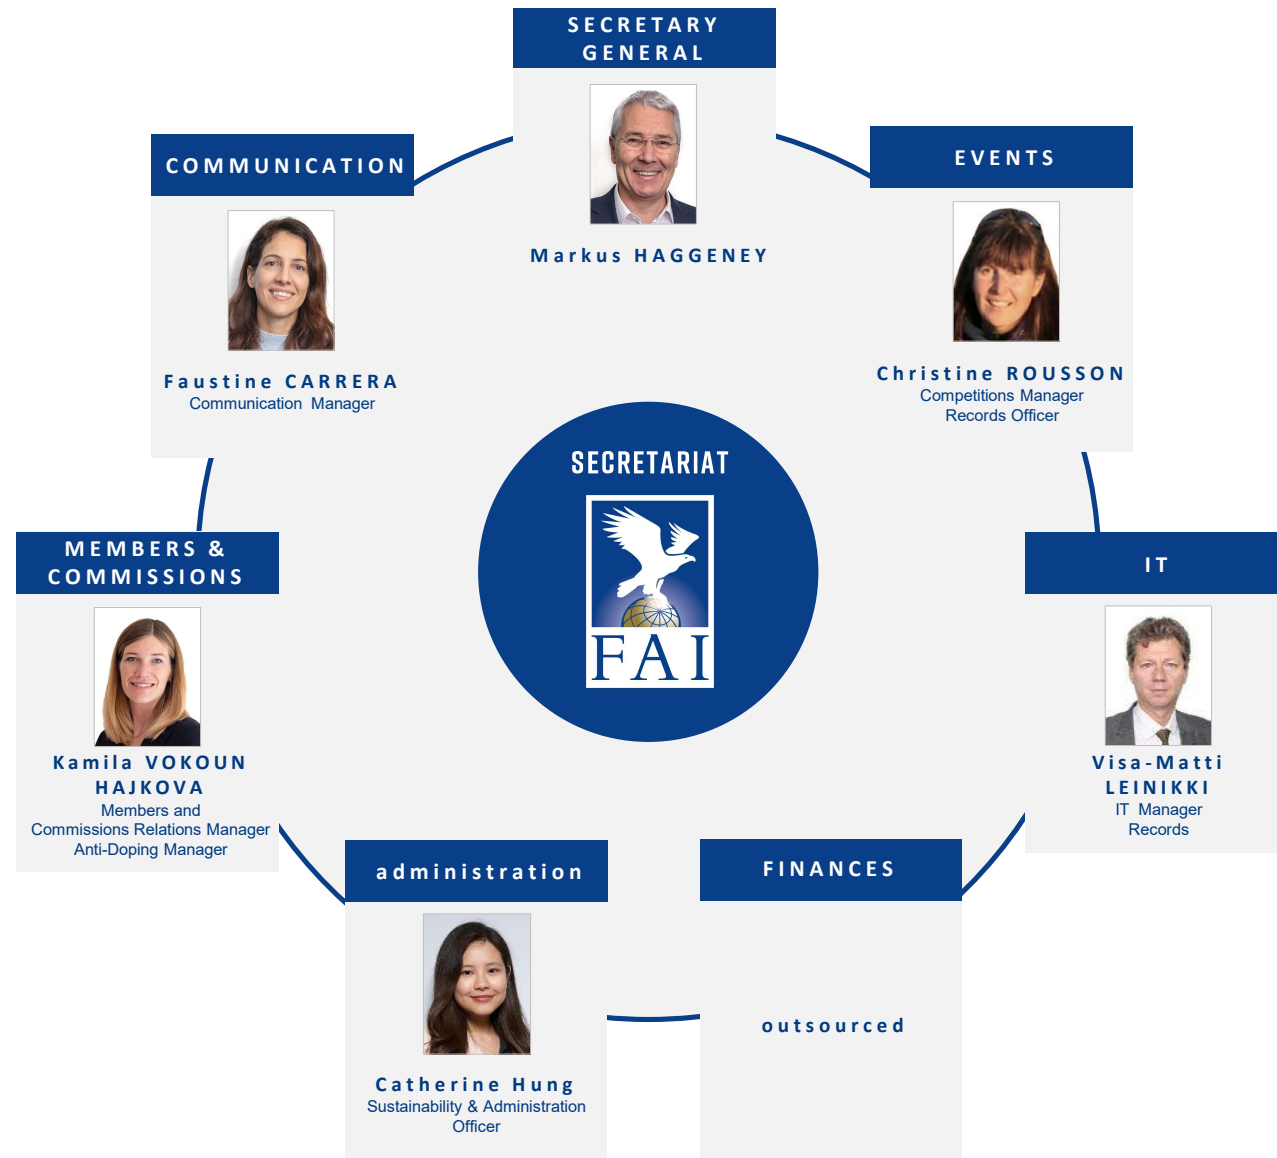 SECRETARY
GENERAL
Markus HAGGENEY
COMMUNICATION
Faustine CARRERA
Communication Manager
EVENTS
Christine ROUSSON
Competitions Manager
Records Officer
SECRETARIAT
FAI
MEMBERS &
COMMISSIONS
Kamila VOKOUN
HAJKOVA
Members and
Commissions Relations Manager
Anti-Doping Manager
IT
Visa-Matti
LEINIKKI
IT Manager
Records
administration
Catherine Hung
Sustainability & Administration
Officer
FINANCES
outsourced